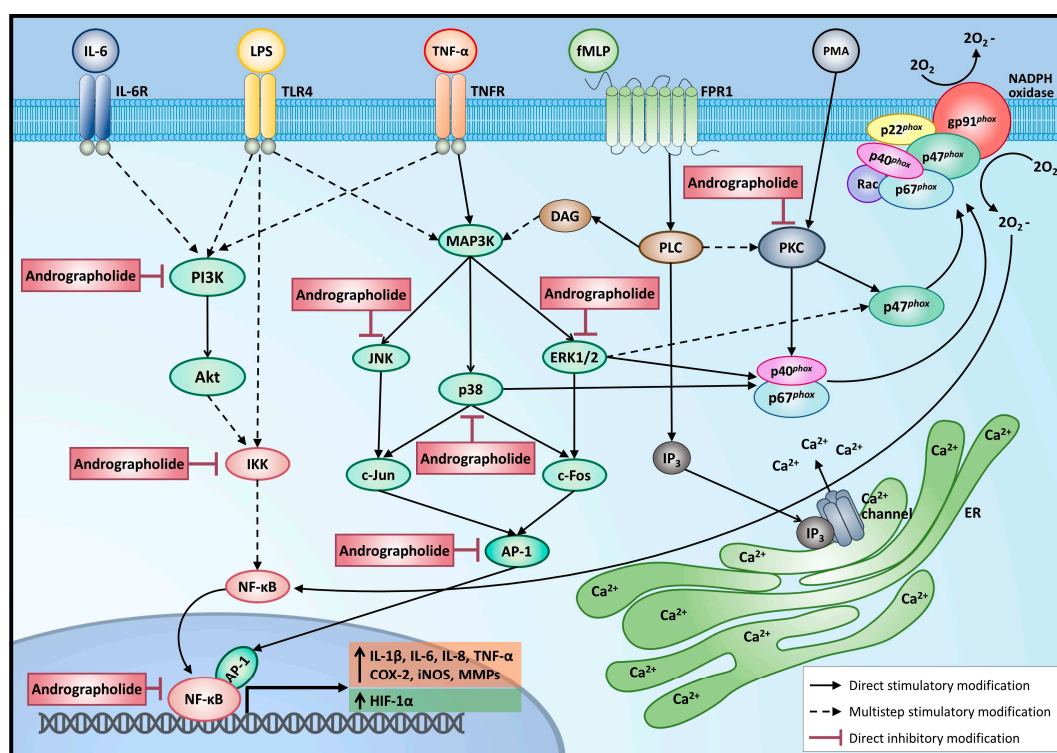 IL-6
LPS
TNF-α
fMLP
PMA
2O₂ -
2O₂
NADPH
oxidase
IL-6R
TLR4
TNFR
FPR1
gp91phox
p22phox
p40phox
p47phox
Rac
p67phox
2O₂
2O₂-
Andrographolide
DAG
MAP3K
PLC
PKC
Andrographolide
PI3K
Andrographolide
Andrographolide
p47phox
JNK
ERK1/2
Akt
p38
p40phox
p67phox
Andrographolide
Andrographolide
IKK
c-Jun
c-Fos
IP₃
Ca²⁺
Ca²⁺
Ca²⁺
Ca²⁺
channel
IP₃
Ca²⁺
Ca²⁺
ER
Andrographolide
AP-1
Ca²⁺
Ca²⁺
Ca²⁺
Ca²⁺
Ca²⁺
Ca²⁺
NF-κB
AP-1
Andrographolide
NF-κB
IL-1β, IL-6, IL-8, TNF-α
COX-2, iNOS, MMPs
HIF-1α
Direct stimulatory modification
Multistep stimulatory modification
Direct inhibitory modification